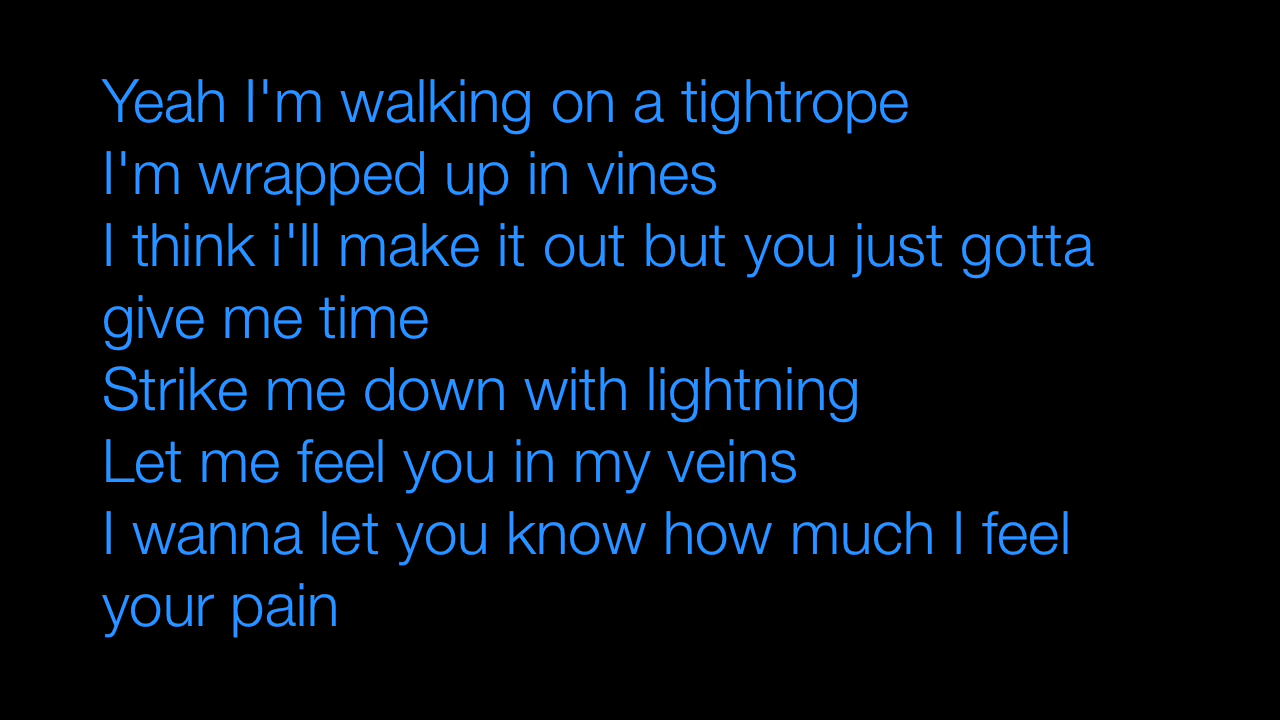 Yeah I'm walking on a tightrope
I'm wrapped up in vines
I think i'll make it out but you just gotta
give me time
Strike me down with lightning
Let me feel you in my veins
I wanna let you know how much I feel
your pain